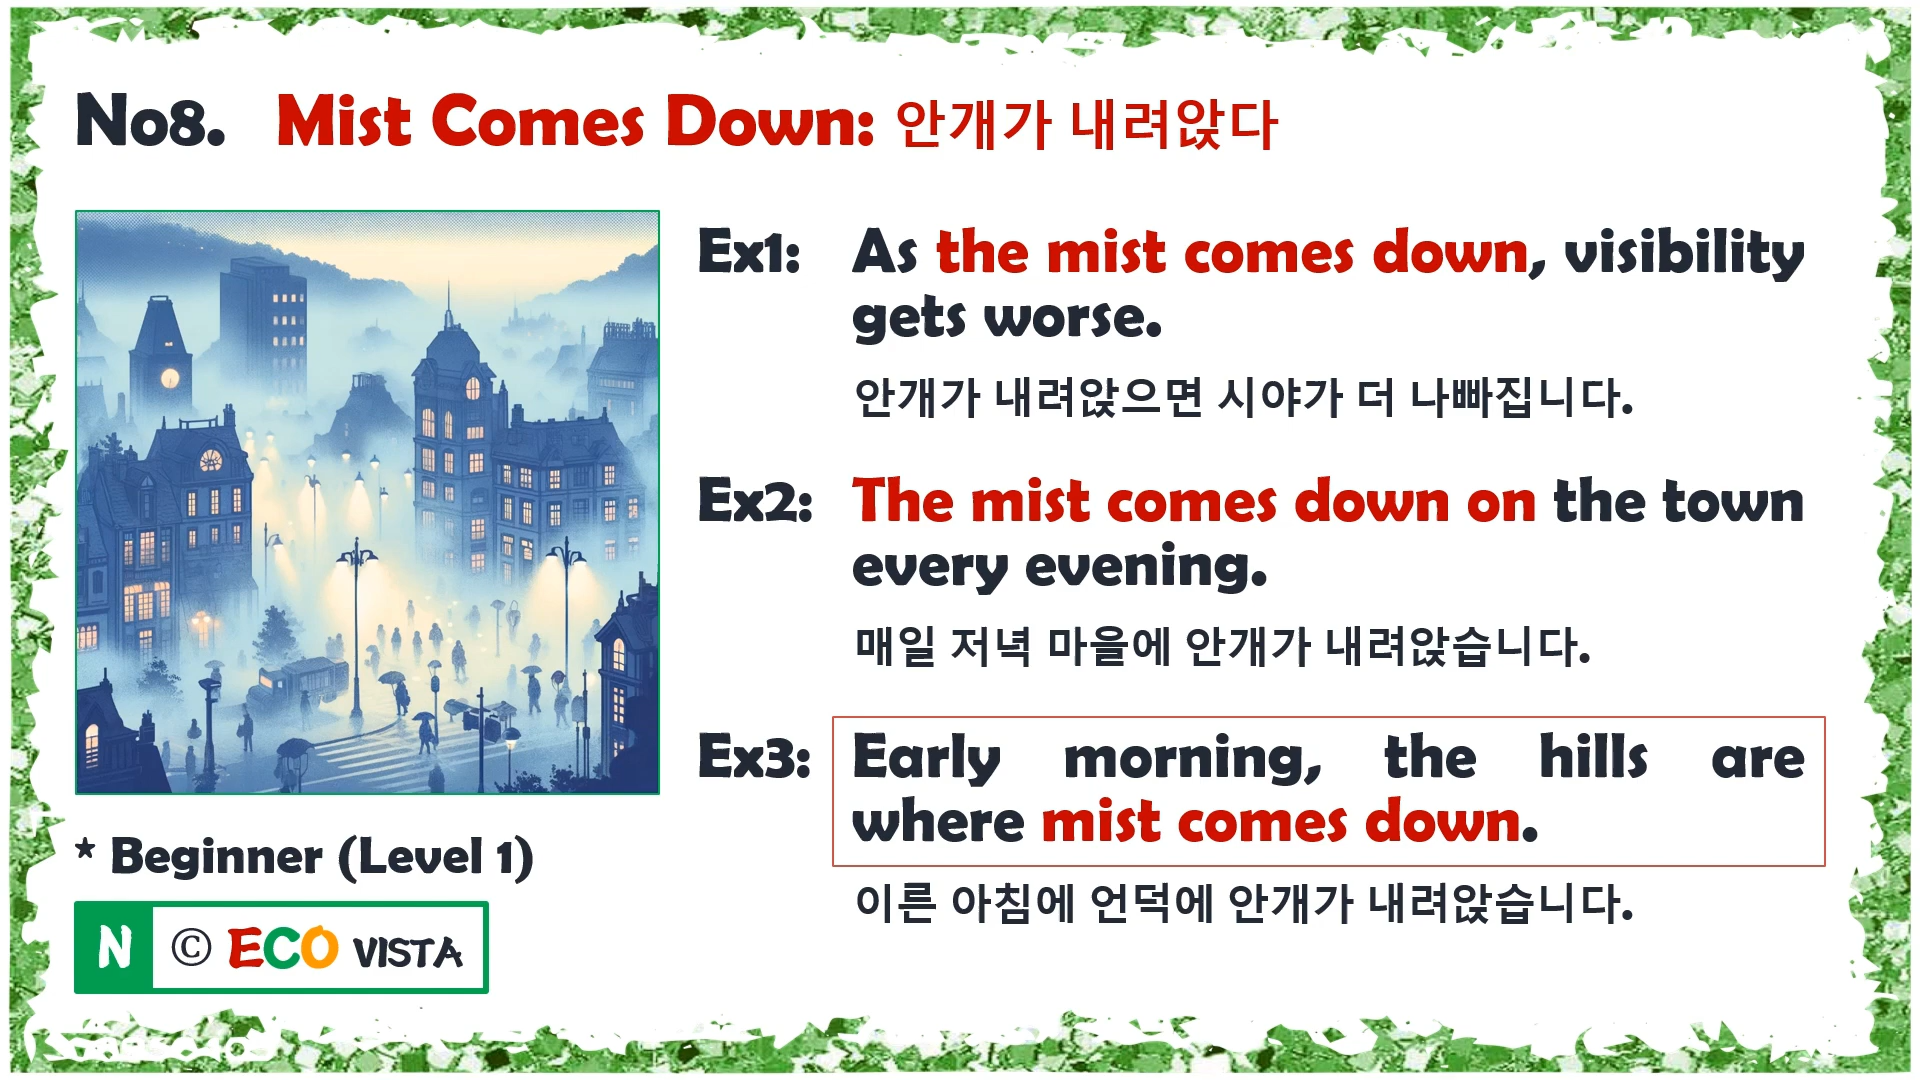 No8. Mist Comes Down: 안개가 내려앉다
Ex1: As the mist comes down, visibility
gets worse.
안개가 내려앉으면 시야가 더 나빠집니다.
Ex2: The mist comes down on the town
every evening.
매일 저녁 마을에 안개가 내려앉습니다.
Ex3: Early morning, the hills are
where mist comes down.
이른 아침에 언덕에 안개가 내려앉습니다.
* Beginner (Level 1)
N © ECO VISTA